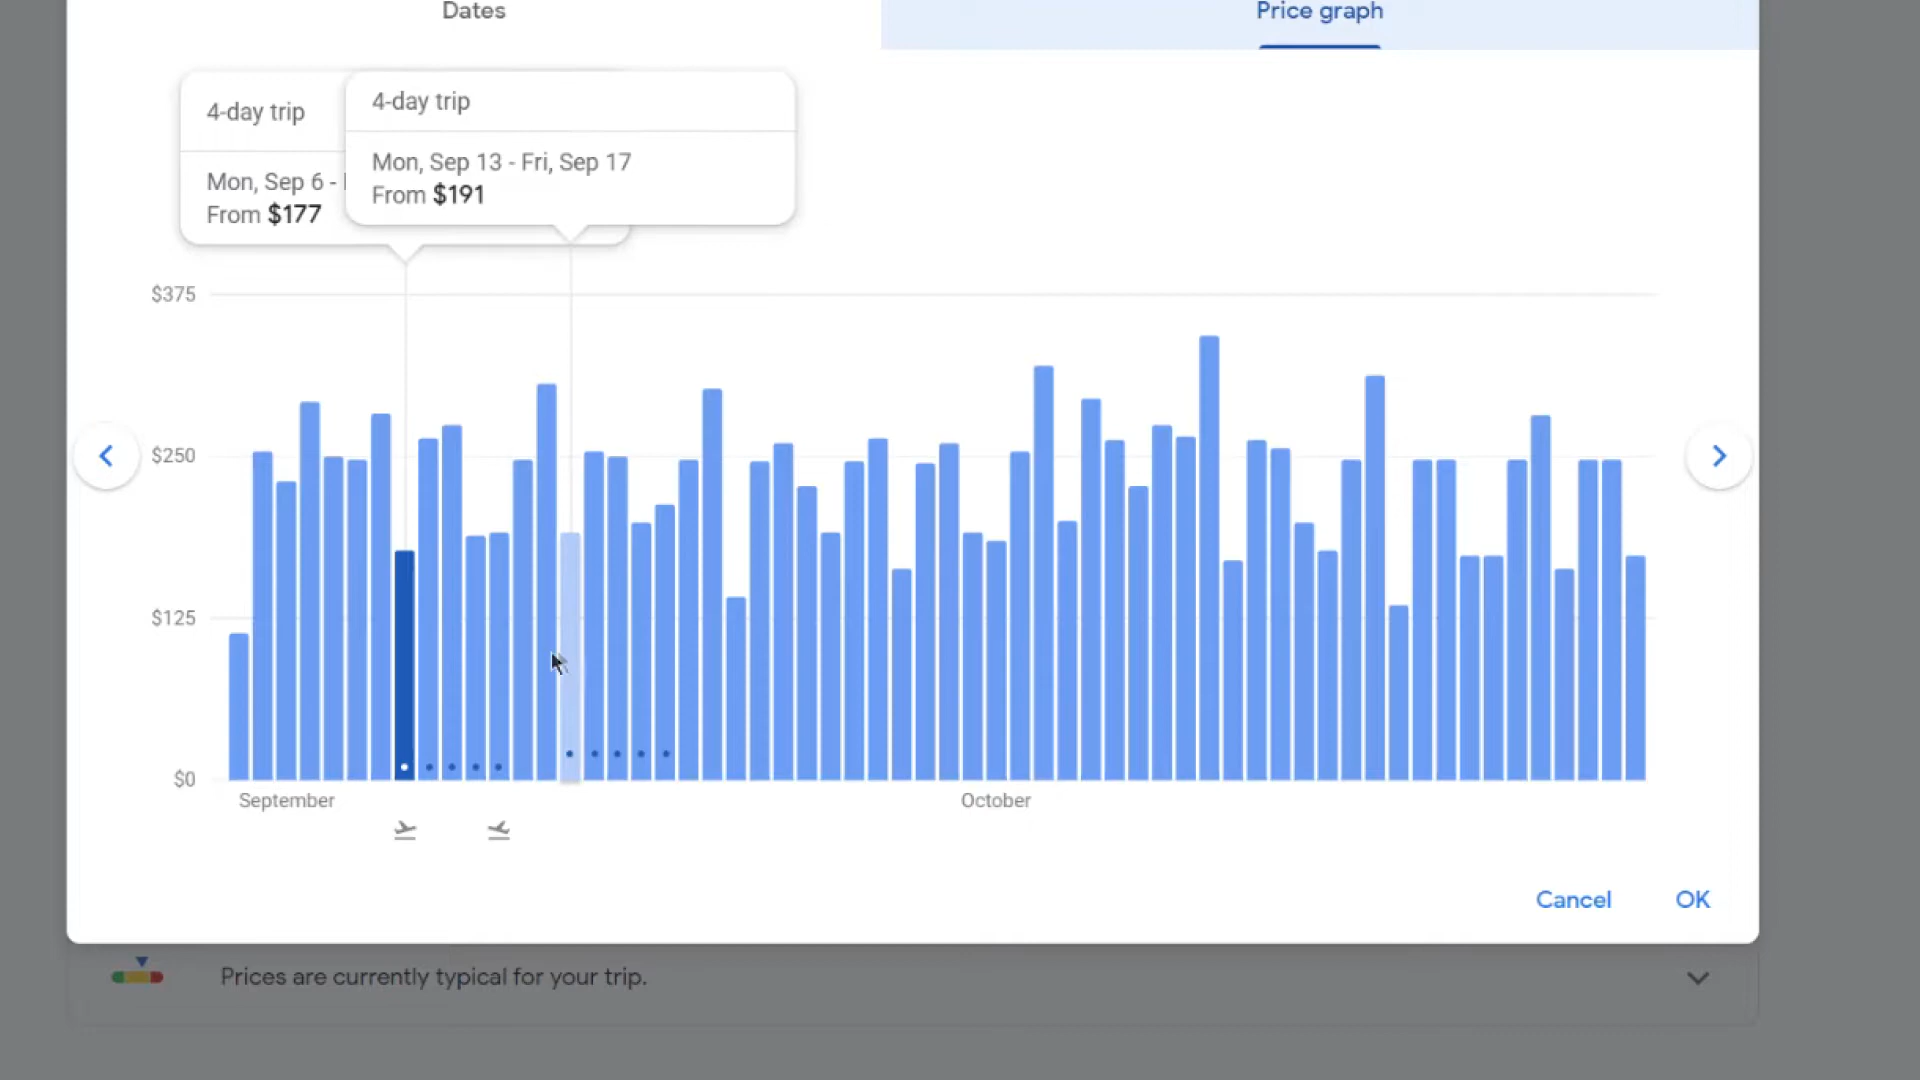 Dates
Price graph
4-day trip
Mon, Sep 6 -
From $177
4-day trip
Mon, Sep 13 - Fri, Sep 17
From $191
$375
$250
$125
$0
September
October
Cancel
OK
Prices are currently typical for your trip.